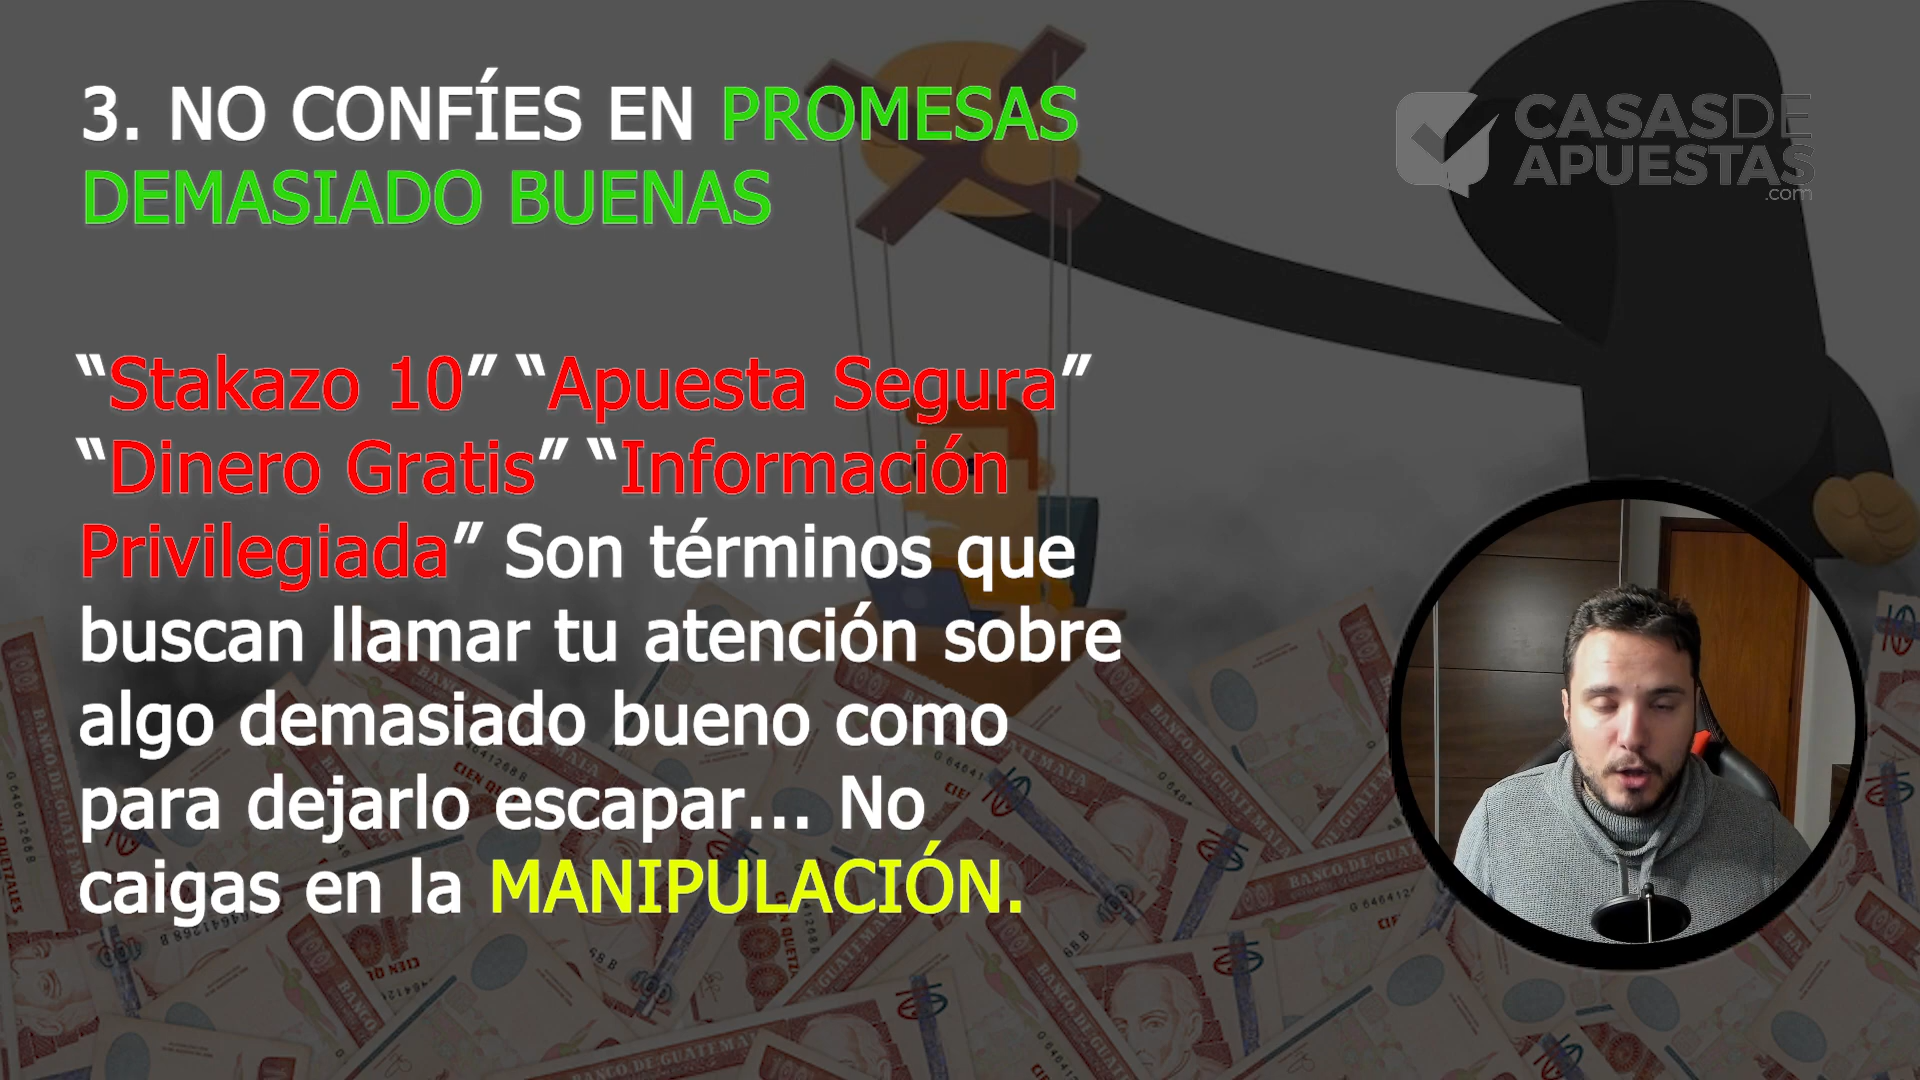 3. NO CONFÍES EN PROMESAS
DEMASIADO BUENAS
CASASDE
APUESTAS
.com
“Stakazo 10” “Apuesta Segura”
“Dinero Gratis” “Información
Privilegiada” Son términos que
buscan llamar tu atención sobre
algo demasiado bueno como
para dejarlo escapar... No
caigas en la MANIPULACIÓN.